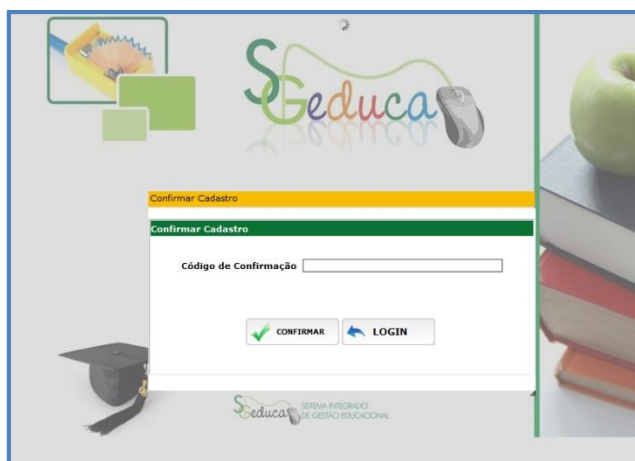 SGeduca
Confirmar Cadastro
Confirmar Cadastro
Código de Confirmação
CONFIRMAR
LOGIN
SGeduca SISTEMA INTEGRADO
DE GESTÃO EDUCACIONAL